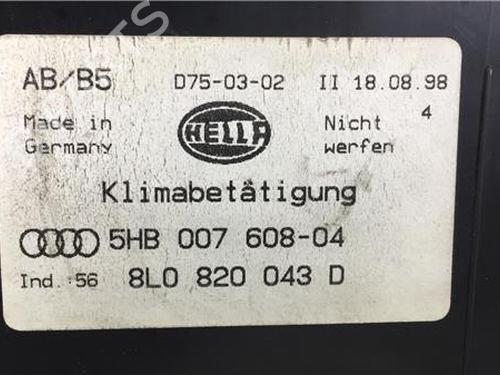 AB/B5 D75-03-02 II 18.08.98
Made in Germany
HELLA
Nicht 4
werfen
Klimabetätigung
5HB 007 608-04
Ind.:56 8L0 820 043 D